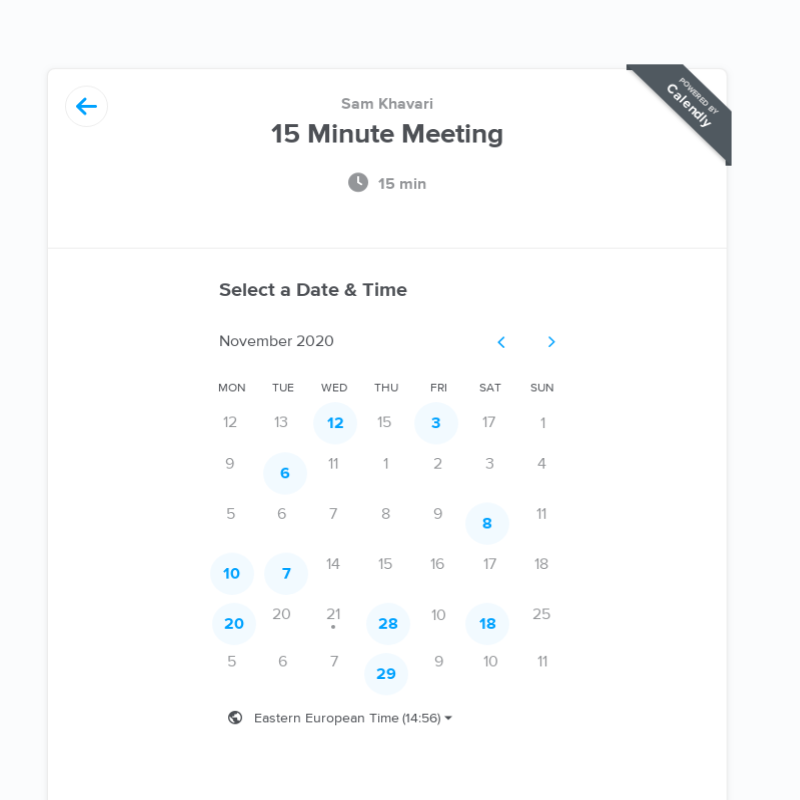 POWERED BY
Calendly
Sam Khavari
15 Minute Meeting
15 min
Select a Date & Time
November 2020
MON TUE WED THU FRI SAT SUN
12 13 12 15 3 17 1
9 6 11 1 2 3 4
5 6 7 8 9 8 11
10 7 14 15 16 17 18
20 20 21 28 10 18 25
5 6 7 29 9 10 11
Eastern European Time (14:56)